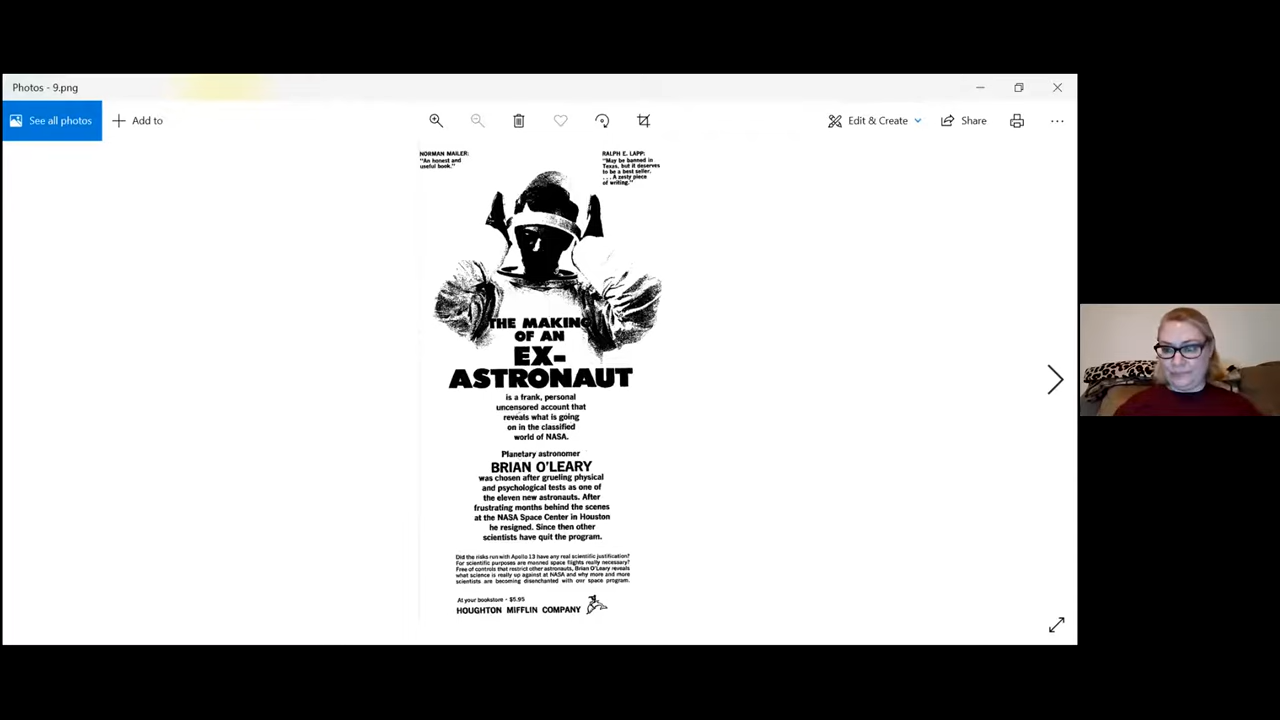 Photos - 9.png
See all photos
Add to
Edit & Create
Share
NORMAN MAILER:
"An honest and
useful book."
RALPH E. LAPP:
"May be banned in
Texas, but it deserves
to be a best seller.
. . . A zesty piece
of writing."
THE MAKING
OF AN
EX-
ASTRONAUT
is a frank, personal
uncensored account that
reveals what is going
on in the classified
world of NASA.
Planetary astronomer
BRIAN O'LEARY
was chosen after grueling physical
and psychological tests as one of
the eleven new astronauts. After
frustrating months behind the scenes
at the NASA Space Center in Houston
he resigned. Since then other
scientists have quit the program.
Did the risks run with Apollo 13 have any real scientific justification?
For scientific purposes are manned space flights really necessary?
Free of controls that restrict other astronauts, Brian O'Leary reveals
what science is really up against at NASA and why more and more
scientists are becoming disenchanted with our space program.
At your bookstore - $5.95
HOUGHTON MIFFLIN COMPANY